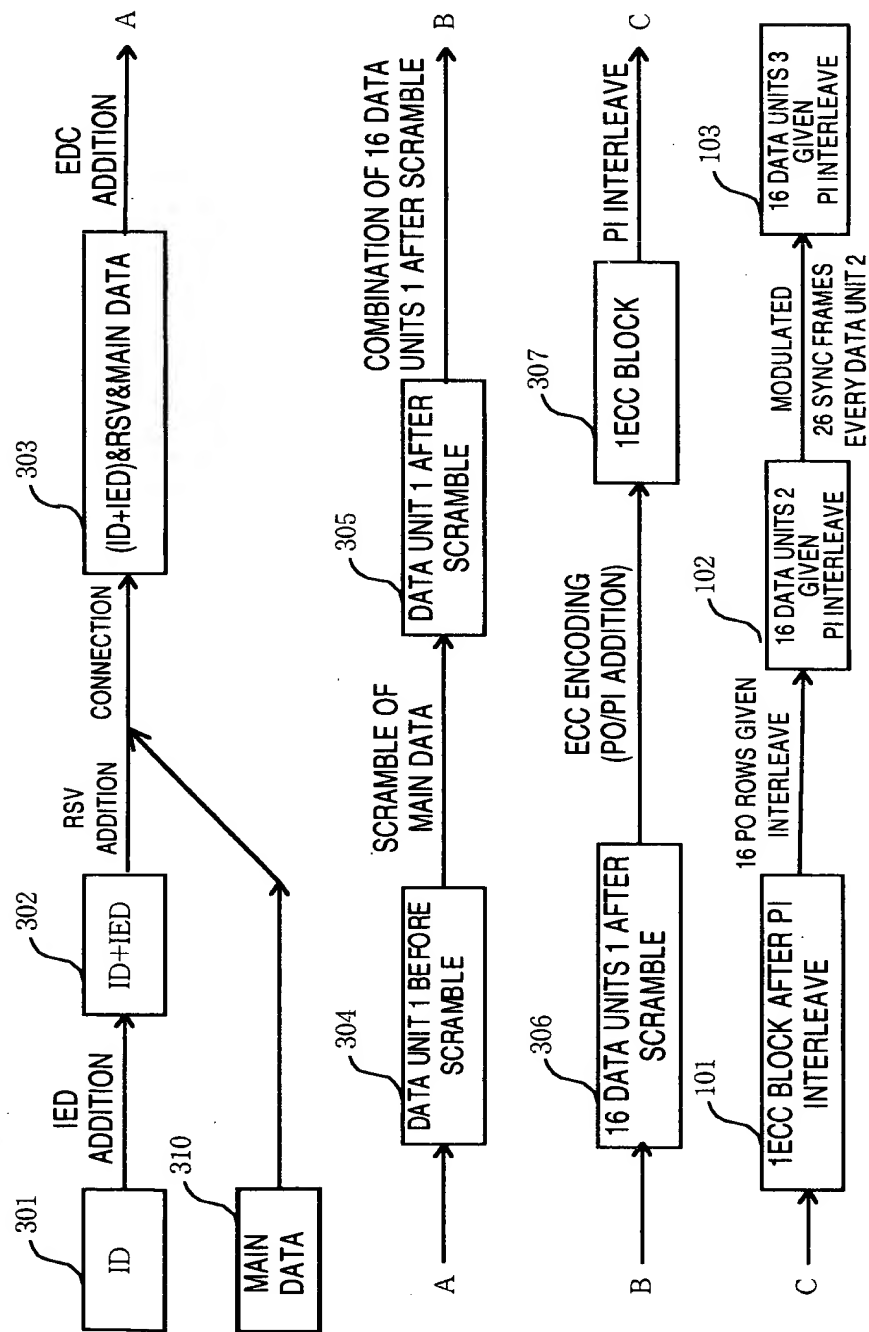 301
ID
IED
ADDITION
302
ID+IED
RSV
ADDITION
CONNECTION
303
(ID+IED)&RSV&MAIN DATA
EDC
ADDITION
A
310
MAIN
DATA
A
304
DATA UNIT 1 BEFORE
SCRAMBLE
SCRAMBLE OF
MAIN DATA
305
DATA UNIT 1 AFTER
SCRAMBLE
COMBINATION OF 16 DATA
UNITS 1 AFTER SCRAMBLE
B
B
306
16 DATA UNITS 1 AFTER
SCRAMBLE
ECC ENCODING
(PO/PI ADDITION)
307
1ECC BLOCK
PI INTERLEAVE
C
C
101
1ECC BLOCK AFTER PI
INTERLEAVE
16 PO ROWS GIVEN
INTERLEAVE
102
16 DATA UNITS 2
GIVEN
PI INTERLEAVE
MODULATED
26 SYNC FRAMES
EVERY DATA UNIT 2
103
16 DATA UNITS 3
GIVEN
PI INTERLEAVE